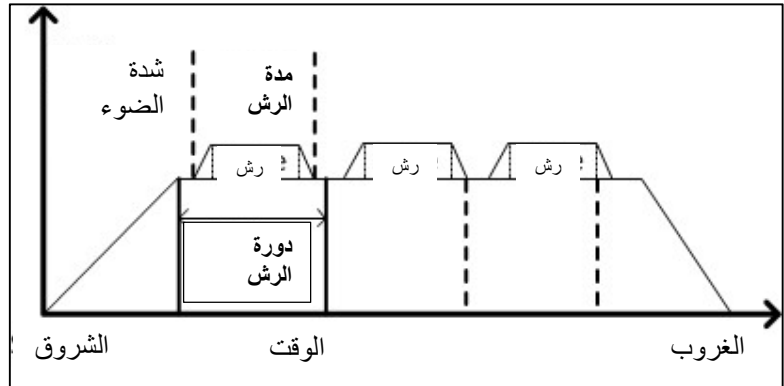 شدة
الضوء
مدة
الرش
رش
رش
رش
دورة
الرش
الشروق
الوقت
الغروب